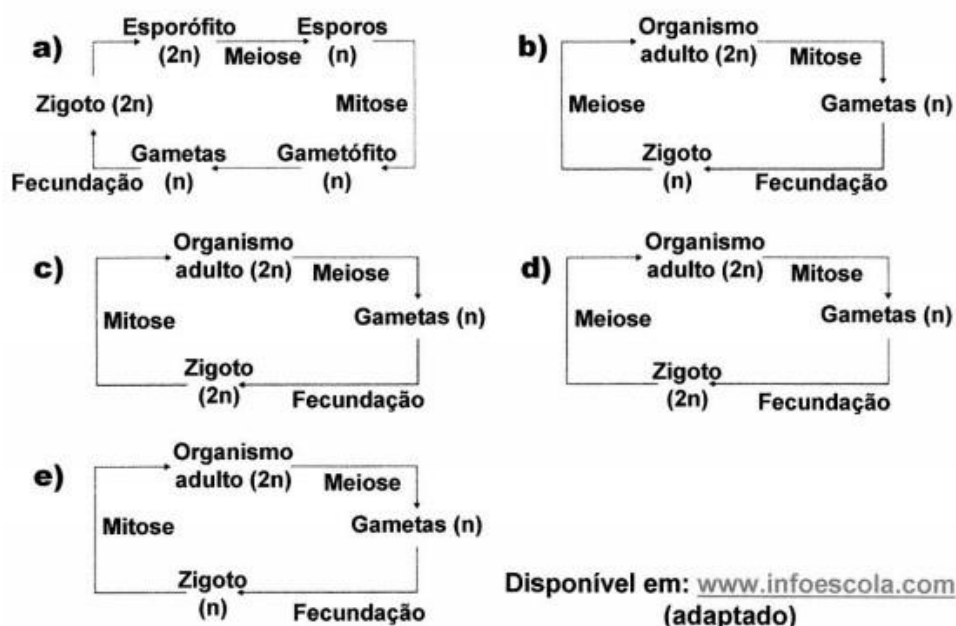 a)
Esporófito
(2n)
Meiose
Esporos
(n)
Mitose
Zigoto (2n)
Gametas
(n)
Gametófito
(n)
Fecundação
b)
Organismo
adulto (2n)
Mitose
Meiose
Gametas (n)
Zigoto
(n)
Fecundação
c)
Organismo
adulto (2n)
Meiose
Mitose
Gametas (n)
Zigoto
(2n)
Fecundação
d)
Organismo
adulto (2n)
Mitose
Meiose
Gametas (n)
Zigoto
(2n)
Fecundação
e)
Organismo
adulto (2n)
Meiose
Mitose
Gametas (n)
Zigoto
(n)
Fecundação
Disponível em: www.infoescola.com
(adaptado)